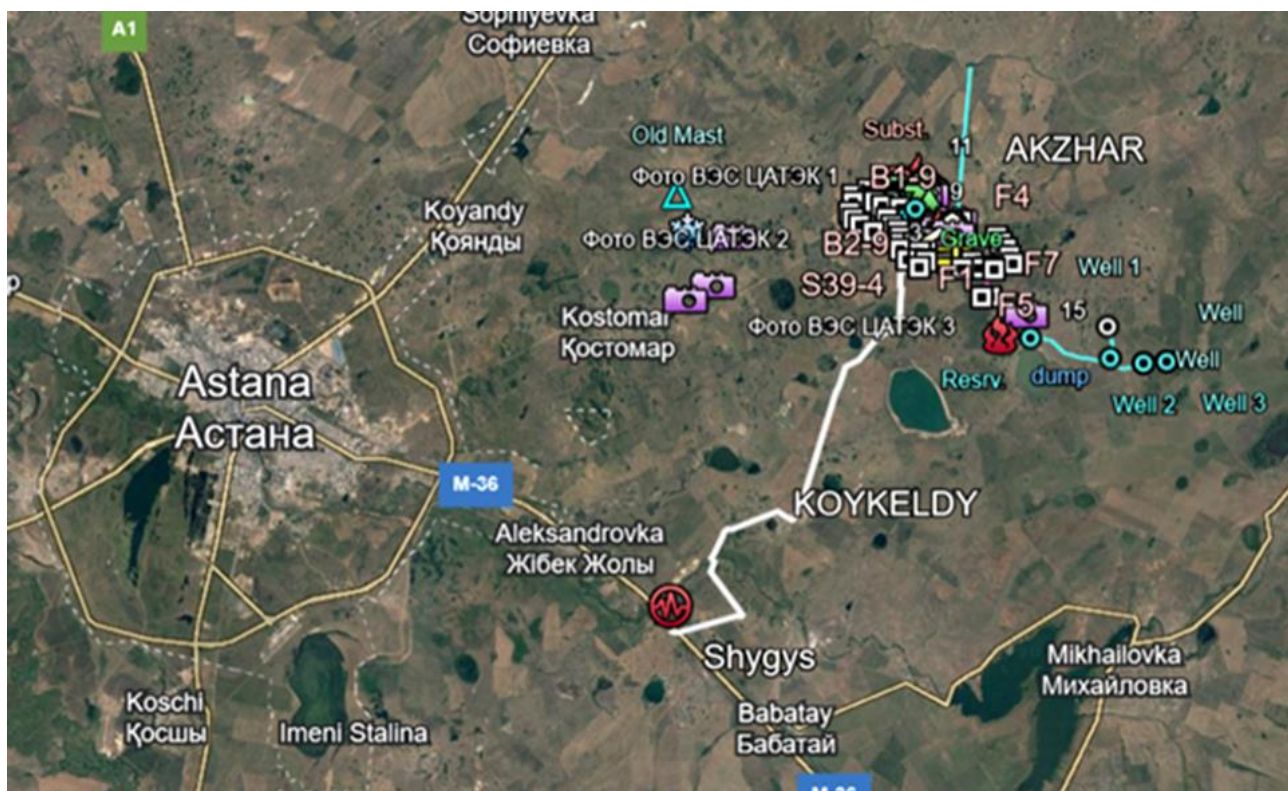 Sophiyevka
Софиевка
A1
Old Mast
Subst.
11
AKZHAR
Фото ВЭС ЦАТЭК 1
B1-9
9
F4
Koyandy
Қоянды
Фото ВЭС ЦАТЭК 2
B2-9
Grave
F1
F7
Well 1
S39-4
F5
15
Well
Kostomar
Қостомар
Фото ВЭС ЦАТЭК 3
Well
Resrv.
dump
Well 2
Well 3
Astana
Астана
M-36
KOYKELDY
Aleksandrovka
Жібек Жолы
Shygys
Mikhailovka
Михайловка
Koschi
Қосшы
Imeni Stalina
Babatay
Бабатай
M-36